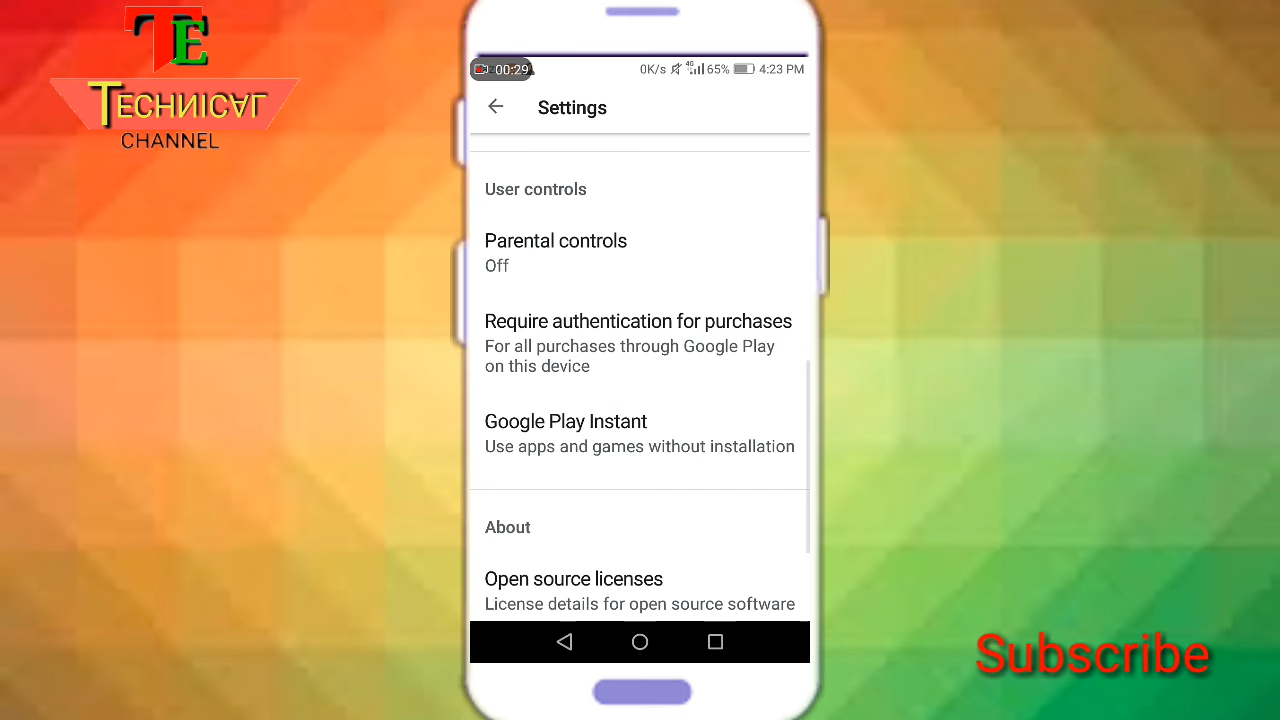 TE
TECHNICAL
CHANNEL
00:29
0K/s 4G 65% 4:23 PM
Settings
User controls
Parental controls
Off
Require authentication for purchases
For all purchases through Google Play
on this device
Google Play Instant
Use apps and games without installation
About
Open source licenses
License details for open source software
Subscribe